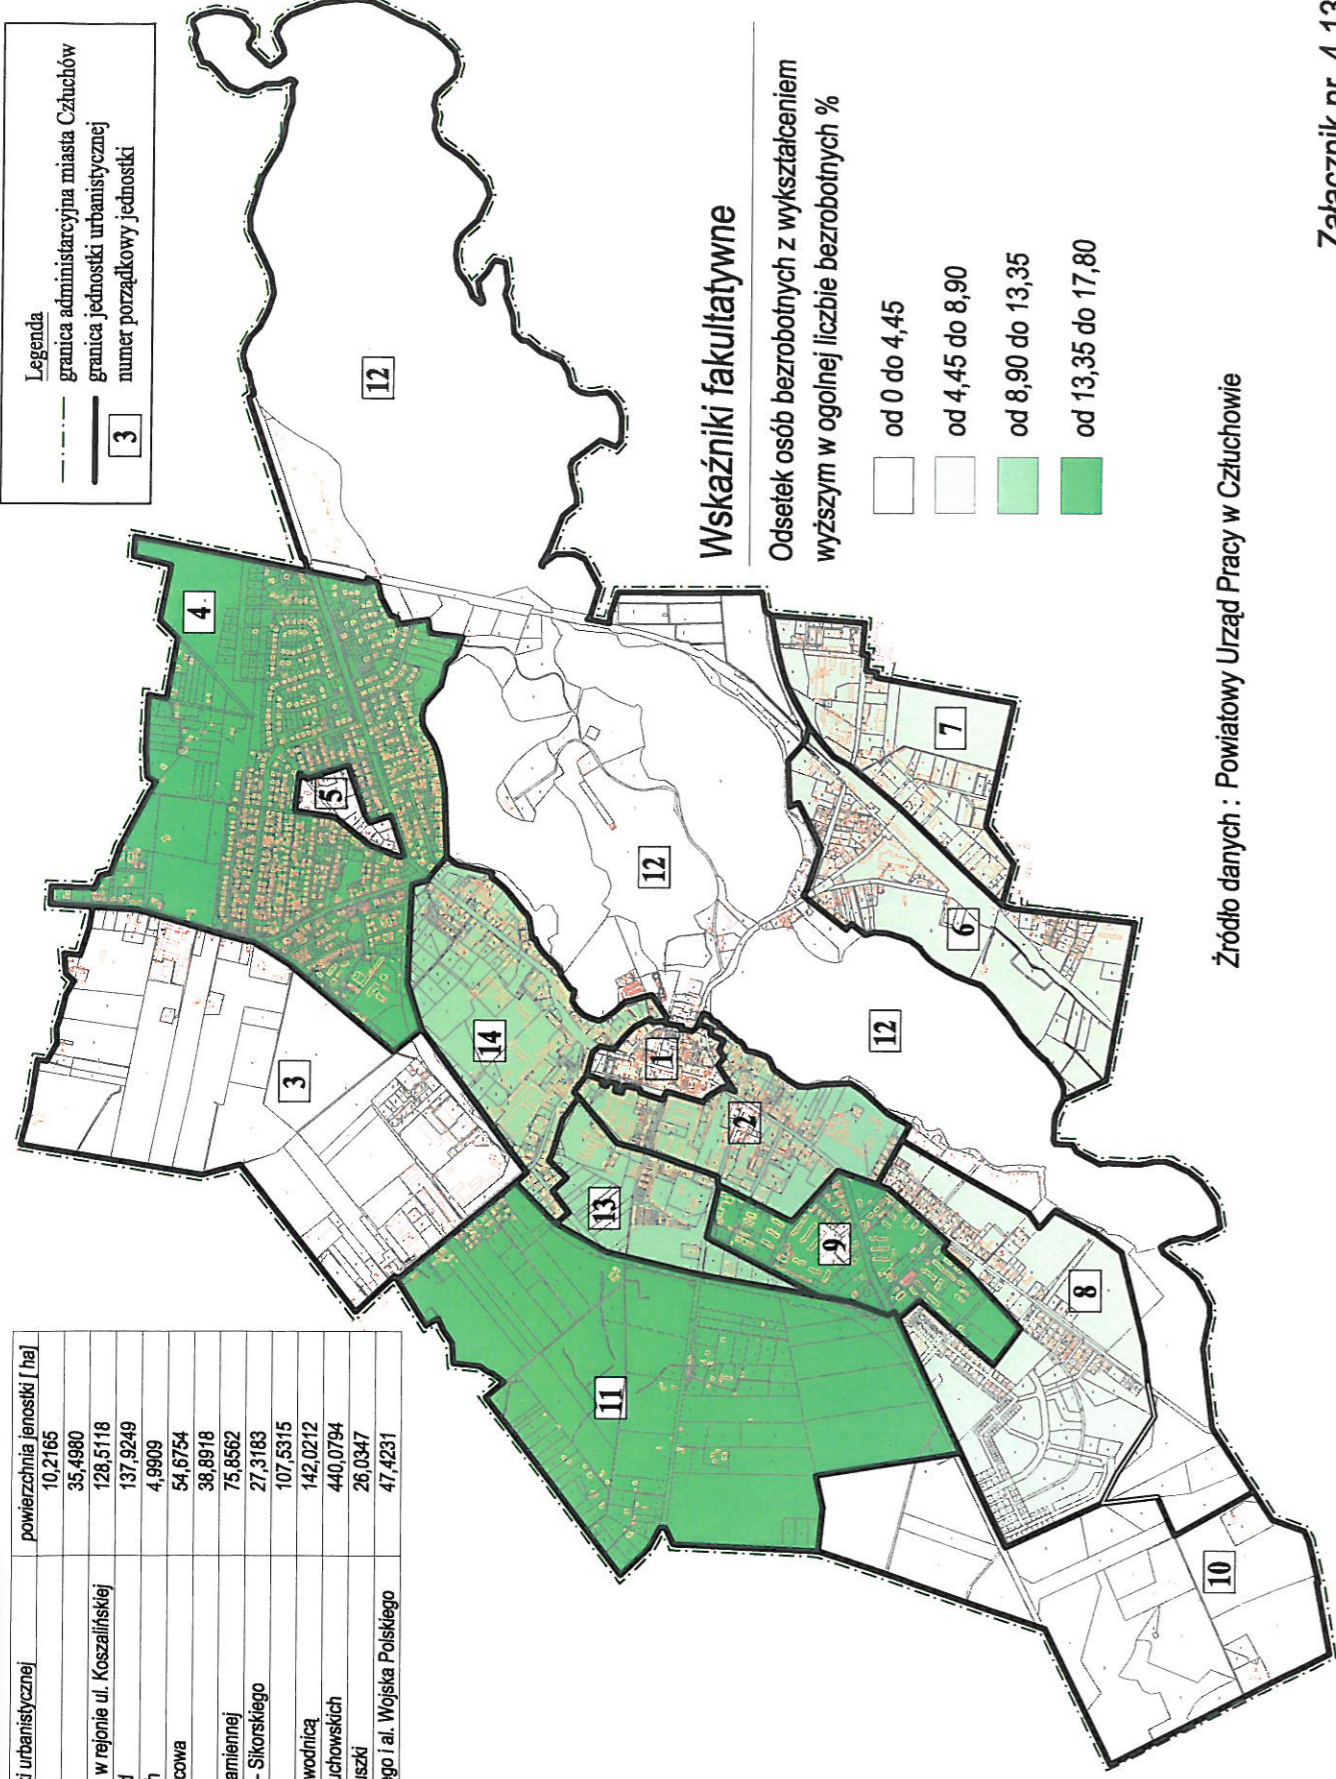 Legenda
granica administarcyjna miasta Człuchów
granica jednostki urbanistycznej
3 numer porządkowy jednostki
urbanistycznej powierzchnia jenostki [ ha]
10,2165
35,4980
w rejonie ul. Koszalińskiej 128,5118
137,9249
4,9909
54,6754
38,8918
75,8562
- Sikorskiego 27,3183
107,5315
142,0212
440,0794
26,0347
i al. Wojska Polskiego 47,4231
4
5
3
12
14
12
7
6
1
2
12
13
9
8
11
10
Wskaźniki fakultatywne
Odsetek osób bezrobotnych z wykształceniem
wyższym w ogolnej liczbie bezrobotnych %
od 0 do 4,45
od 4,45 do 8,90
od 8,90 do 13,35
od 13,35 do 17,80
Źródło danych : Powiatowy Urząd Pracy w Człuchowie
Załącznik nr 4.13